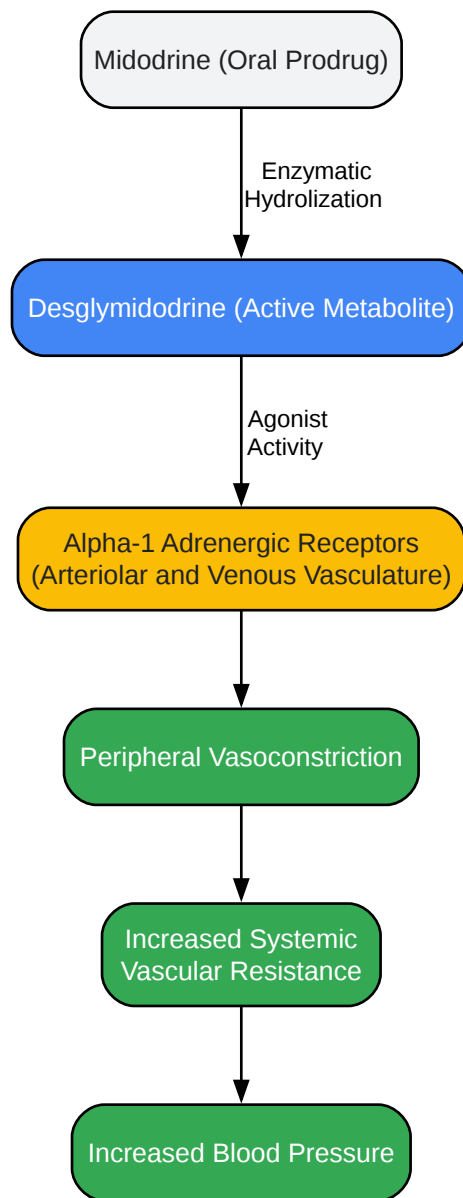 Midodrine (Oral Prodrug)
Enzymatic
Hydrolization
Desglymidodrine (Active Metabolite)
Agonist
Activity
Alpha-1 Adrenergic Receptors
(Arteriolar and Venous Vasculature)
Peripheral Vasoconstriction
Increased Systemic
Vascular Resistance
Increased Blood Pressure